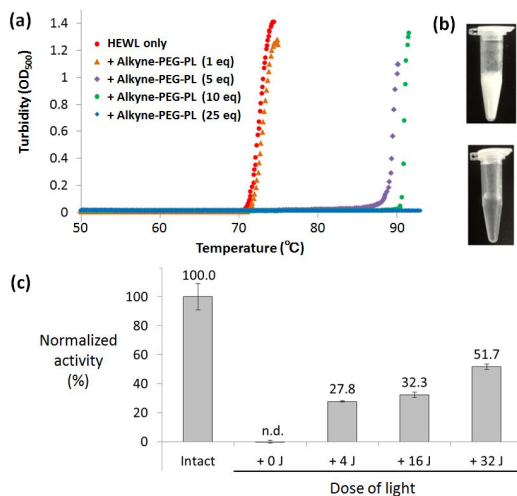 (a)
Turbidity (OD500)
1.4
1.2
1
0.8
0.6
0.4
0.2
0
HEWL only
+ Alkyne-PEG-PL (1 eq)
+ Alkyne-PEG-PL (5 eq)
+ Alkyne-PEG-PL (10 eq)
+ Alkyne-PEG-PL (25 eq)
50 60 70 80 90
Temperature (°C)
(b)
(c)
Normalized
activity
(%)
100
80
60
40
20
0
100.0
n.d.
27.8
32.3
51.7
Intact + 0 J + 4 J + 16 J + 32 J
Dose of light